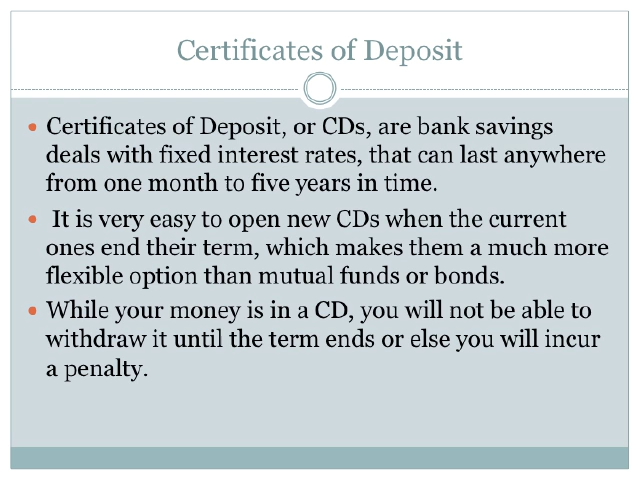 Certificates of Deposit
• Certificates of Deposit, or CDs, are bank savings
deals with fixed interest rates, that can last anywhere
from one month to five years in time.
• It is very easy to open new CDs when the current
ones end their term, which makes them a much more
flexible option than mutual funds or bonds.
• While your money is in a CD, you will not be able to
withdraw it until the term ends or else you will incur
a penalty.